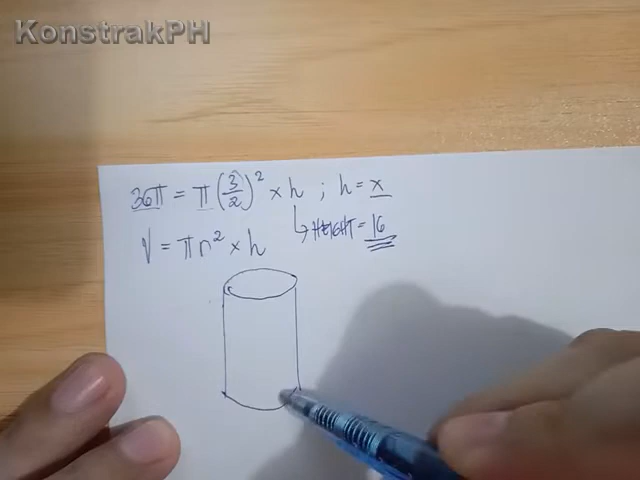 KonstrakPH
36π = π(3/2)² × h ; h = x
↳ HEIGHT = 16
V = πr² × h